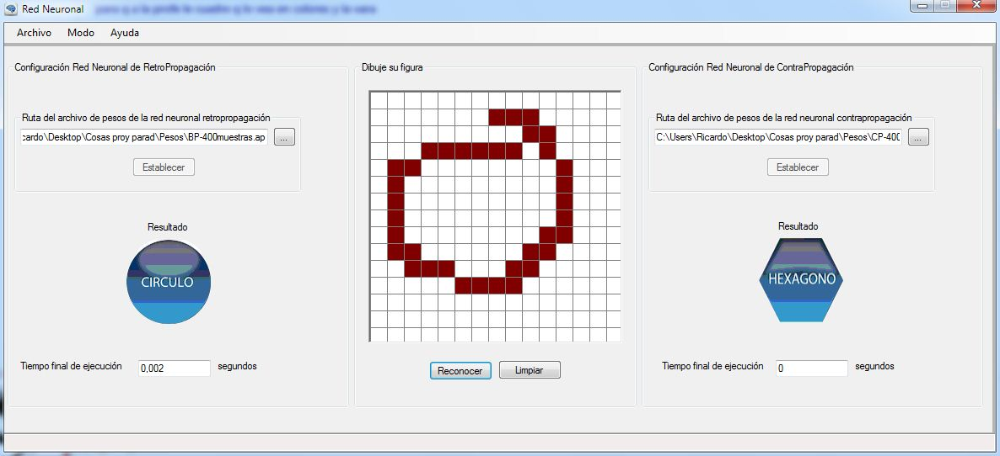 Red Neuronal
Archivo Modo Ayuda
Configuración Red Neuronal de RetroPropagación
Ruta del archivo de pesos de la red neuronal retropropagación
cardo\Desktop\Cosas proy parad\Pesos\BP-400muestras.ap
...
Establecer
Resultado
CIRCULO
Tiempo final de ejecución 0,002 segundos
Dibuje su figura
Reconocer Limpiar
Configuración Red Neuronal de ContraPropagación
Ruta del archivo de pesos de la red neuronal contrapropagación
C:\Users\Ricardo\Desktop\Cosas proy parad\Pesos\CP-400
...
Establecer
Resultado
HEXAGONO
Tiempo final de ejecución 0 segundos